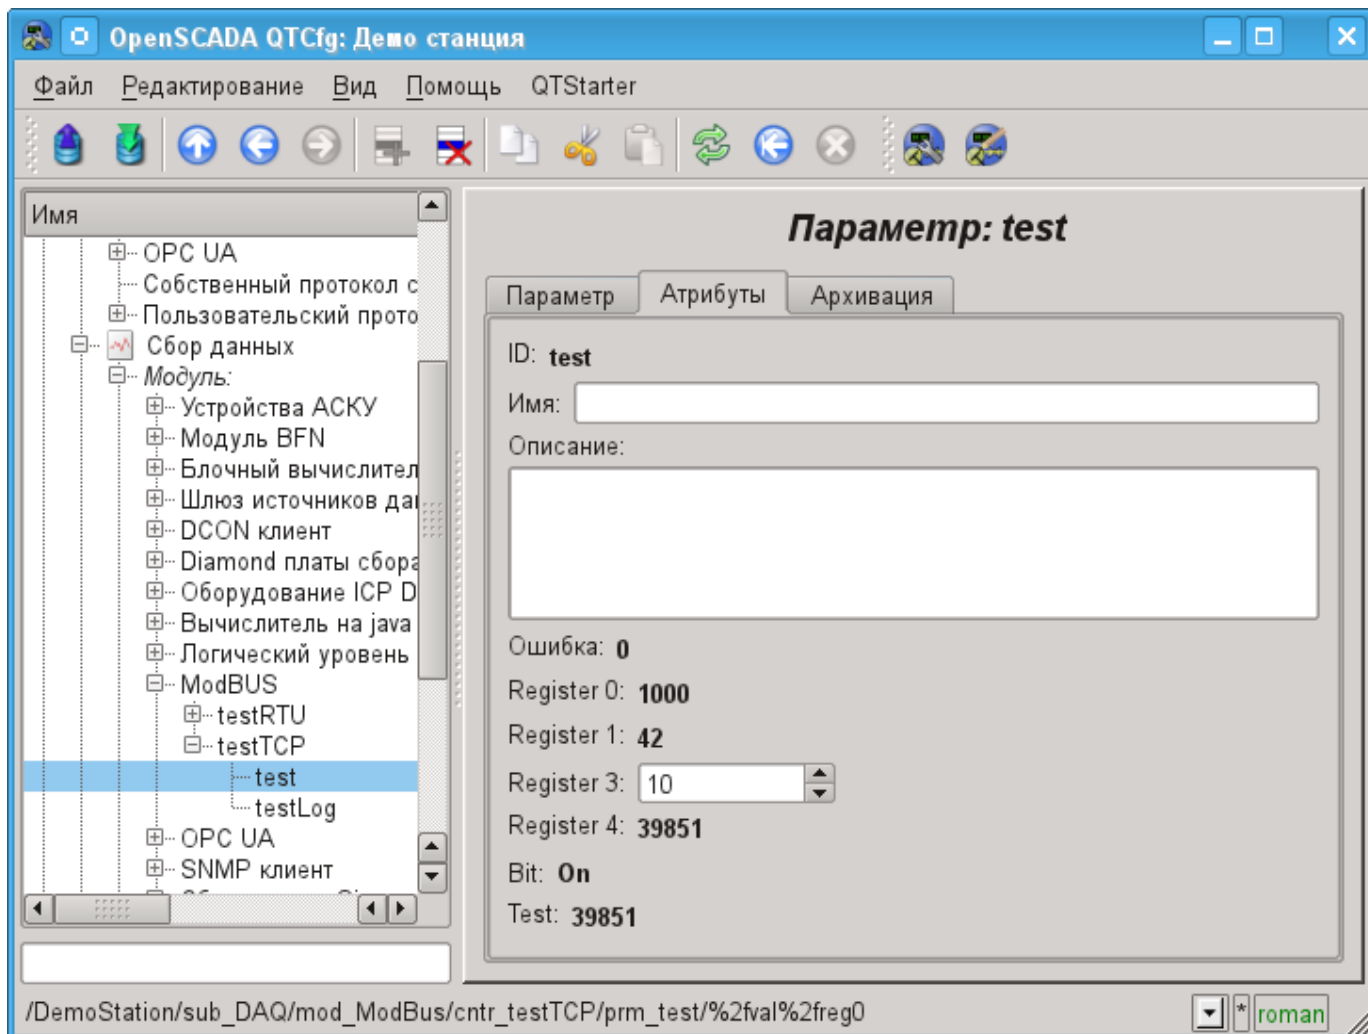 OpenSCADA QTCfg: Демо станция
Файл Редактирование Вид Помощь QTStarter
Имя
OPC UA
Собственный протокол с
Пользовательский прото
Сбор данных
Модуль:
Устройства АСКУ
Модуль BFN
Блочный вычислител
Шлюз источников да
DCON клиент
Diamond платы сбора
Оборудование ICP D
Вычислитель на java
Логический уровень
ModBUS
testRTU
testTCP
test
testLog
OPC UA
SNMP клиент
Параметр: test
Параметр Атрибуты Архивация
ID: test
Имя:
Описание:
Ошибка: 0
Register 0: 1000
Register 1: 42
Register 3: 10
Register 4: 39851
Bit: On
Test: 39851
/DemoStation/sub_DAQ/mod_ModBus/cntr_testTCP/prm_test/%2fval%2freg0
* roman